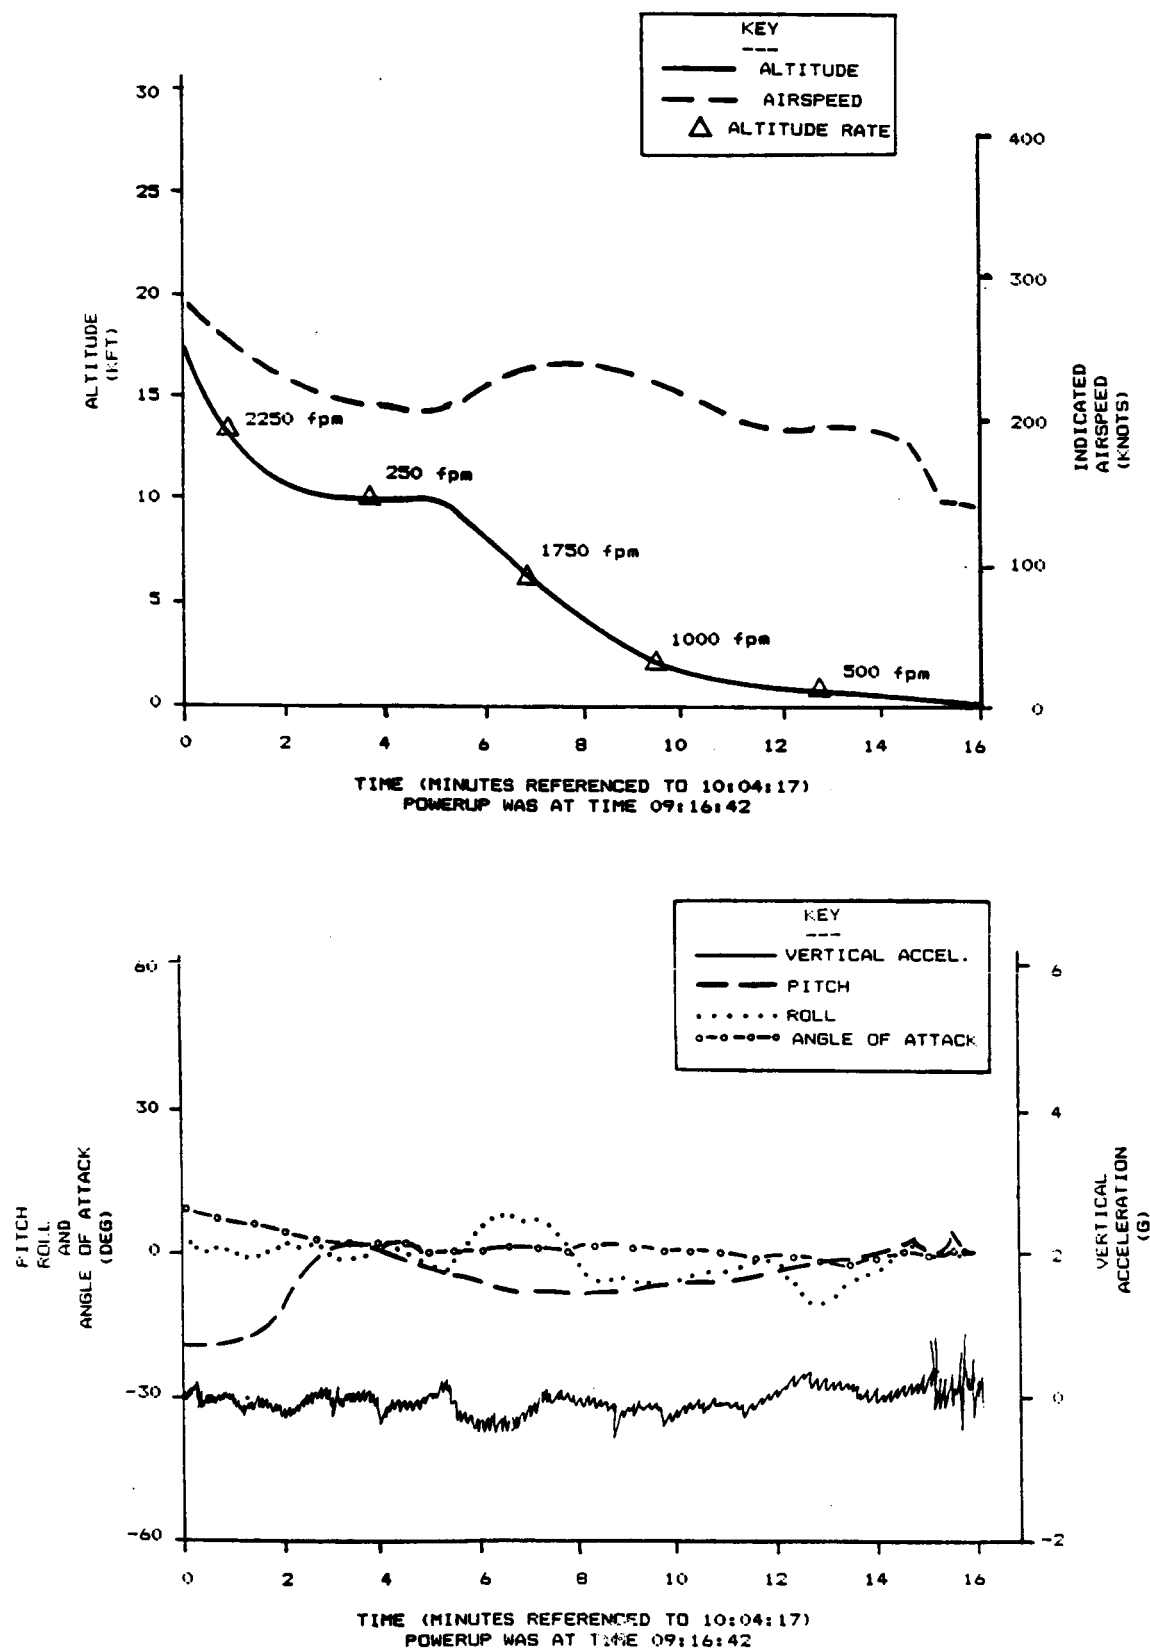 KEY
---
ALTITUDE
AIRSPEED
ALTITUDE RATE
30
25
20
15
10
5
0
ALTITUDE
(KFT)
400
300
200
100
0
INDICATED
AIRSPEED
(KNOTS)
2250 fpm
250 fpm
1750 fpm
1000 fpm
500 fpm
0 2 4 6 8 10 12 14 16
TIME (MINUTES REFERENCED TO 10:04:17)
POWERUP WAS AT TIME 09:16:42
KEY
---
VERTICAL ACCEL.
PITCH
ROLL
ANGLE OF ATTACK
60
30
0
-30
-60
PITCH
ROLL
AND
ANGLE OF ATTACK
(DEG)
6
4
2
0
-2
VERTICAL
ACCELERATION
(G)
0 2 4 6 8 10 12 14 16
TIME (MINUTES REFERENCED TO 10:04:17)
POWERUP WAS AT TIME 09:16:42